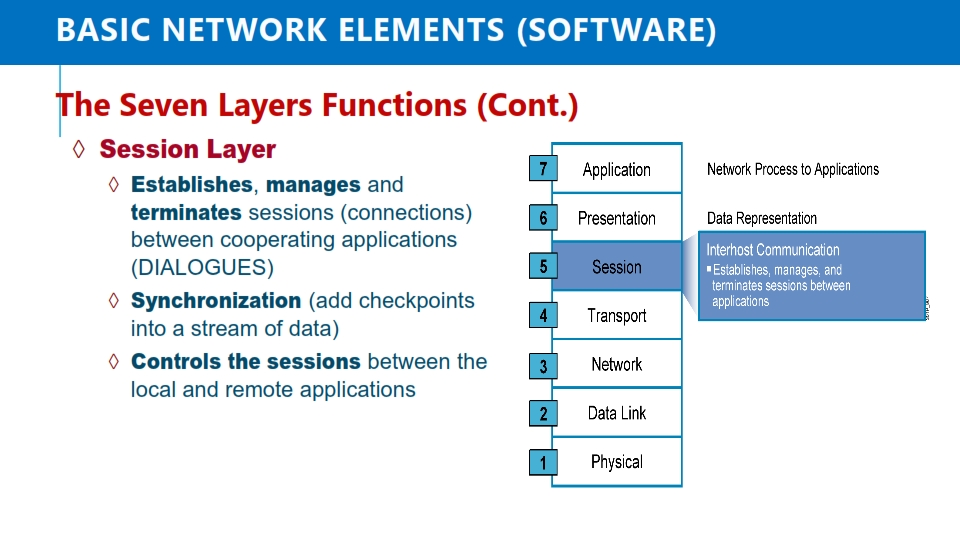 BASIC NETWORK ELEMENTS (SOFTWARE)
The Seven Layers Functions (Cont.)
◊ Session Layer
◊ Establishes, manages and
terminates sessions (connections)
between cooperating applications
(DIALOGUES)
◊ Synchronization (add checkpoints
into a stream of data)
◊ Controls the sessions between the
local and remote applications
7 Application Network Process to Applications
6 Presentation Data Representation
5 Session
Interhost Communication
▪Establishes, manages, and
terminates sessions between
applications
4 Transport
3 Network
2 Data Link
1 Physical